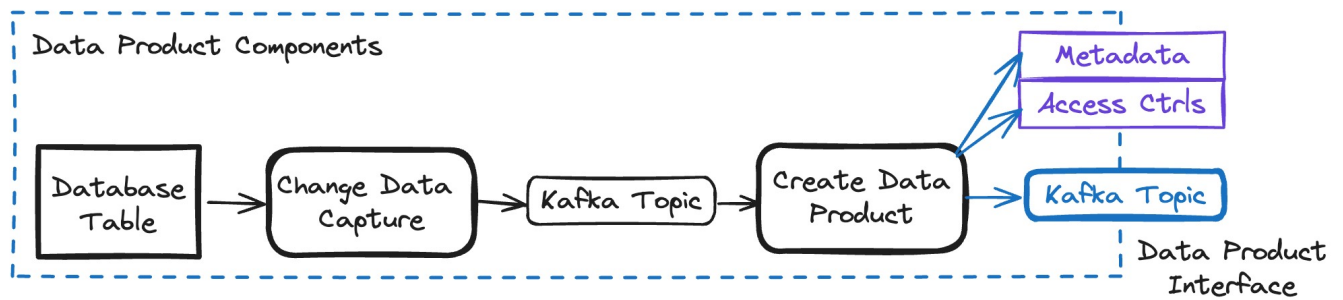 Data Product Components
Metadata
Access Ctrls
Database
Table
Change Data
Capture
Kafka Topic
Create Data
Product
Kafka Topic
Data Product
Interface